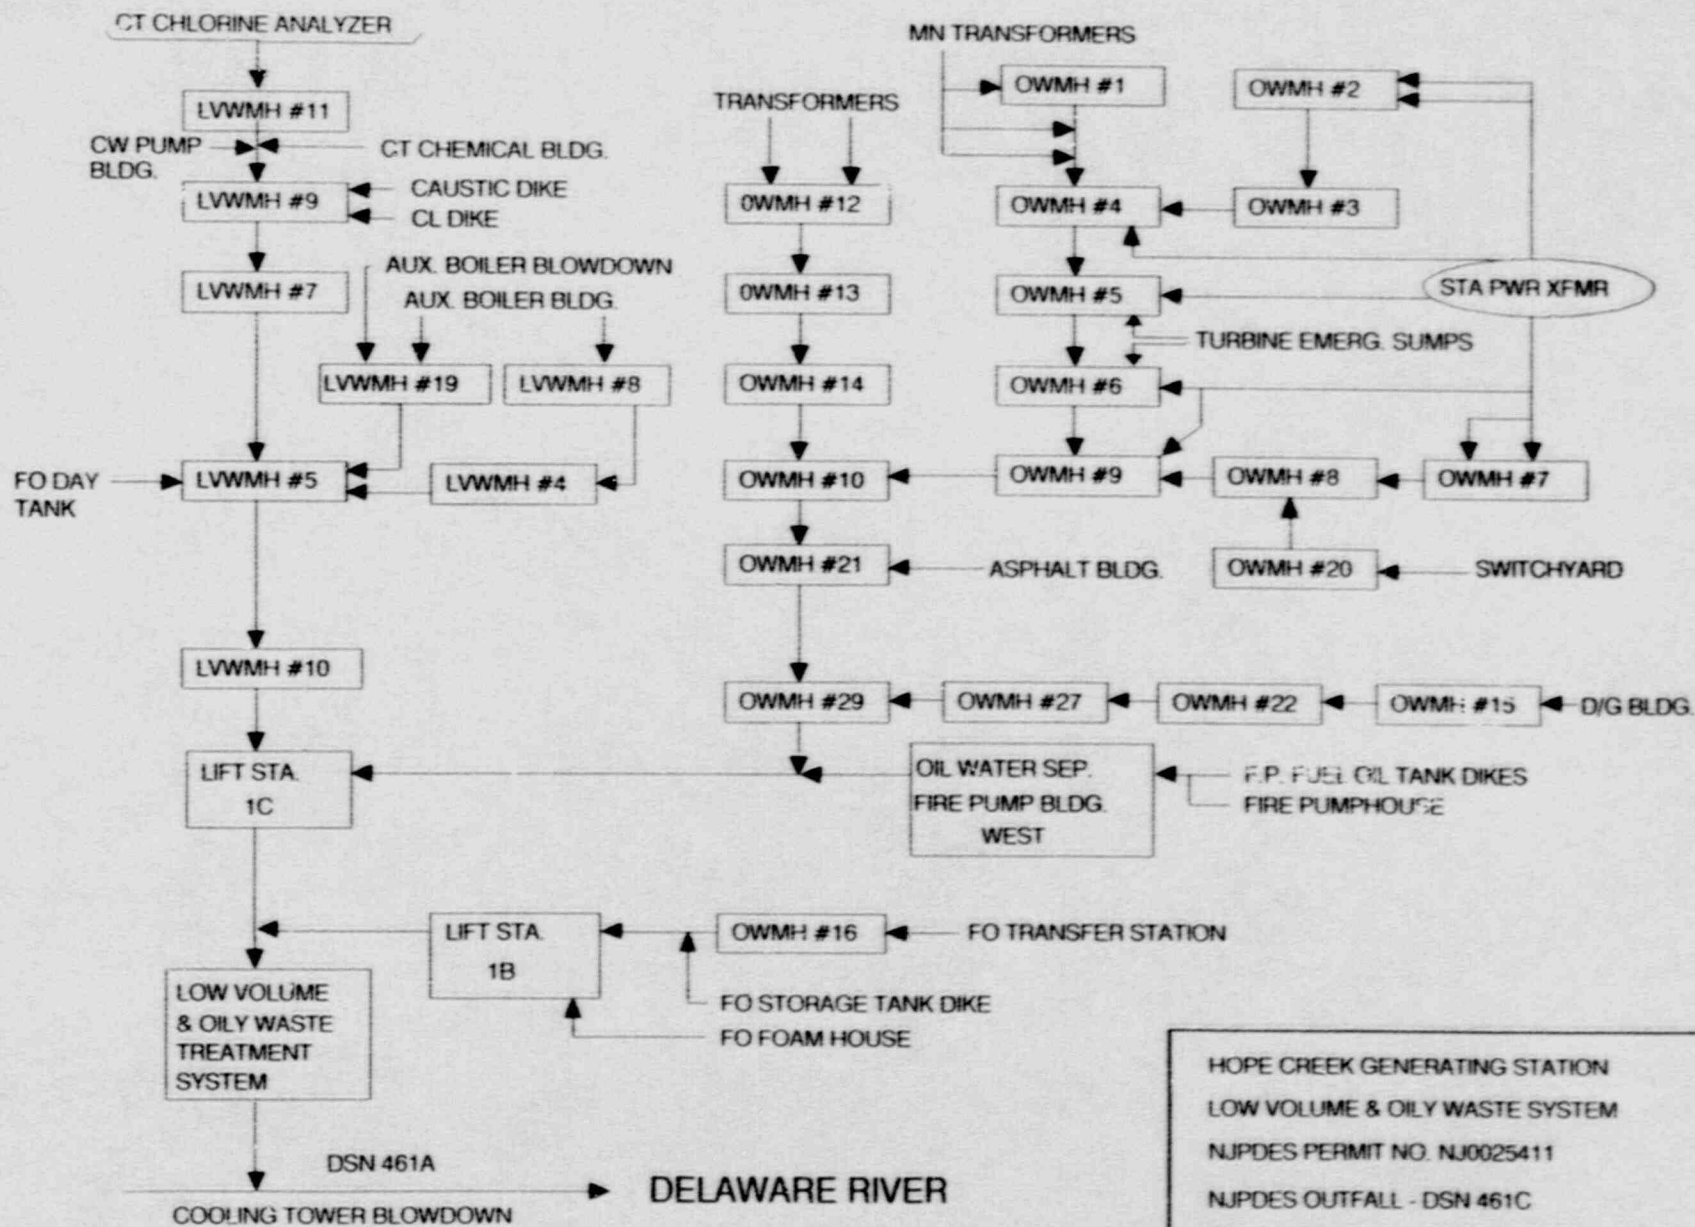 CT CHLORINE ANALYZER
MN TRANSFORMERS
OWMH #1
OWMH #2
TRANSFORMERS
LVWMH #11
CW PUMP
BLDG.
CT CHEMICAL BLDG.
LVWMH #9
CAUSTIC DIKE
CL DIKE
0WMH #12
OWMH #4
OWMH #3
AUX. BOILER BLOWDOWN
AUX. BOILER BLDG.
LVWMH #7
0WMH #13
OWMH #5
STA PWR XFMR
TURBINE EMERG. SUMPS
LVWMH #19
LVWMH #8
OWMH #14
OWMH #6
FO DAY
TANK
LVWMH #5
LVWMH #4
OWMH #10
OWMH #9
OWMH #8
OWMH #7
OWMH #21
ASPHALT BLDG.
OWMH #20
SWITCHYARD
LVWMH #10
OWMH #29
OWMH #27
OWMH #22
OWMH #15
D/G BLDG.
LIFT STA.
1C
OIL WATER SEP.
FIRE PUMP BLDG.
WEST
F.P. FUEL OIL TANK DIKES
FIRE PUMPHOUSE
LIFT STA.
1B
OWMH #16
FO TRANSFER STATION
FO STORAGE TANK DIKE
FO FOAM HOUSE
LOW VOLUME
& OILY WASTE
TREATMENT
SYSTEM
DSN 461A
DELAWARE RIVER
COOLING TOWER BLOWDOWN
HOPE CREEK GENERATING STATION
LOW VOLUME & OILY WASTE SYSTEM
NJPDES PERMIT NO. NJ0025411
NJPDES OUTFALL - DSN 461C